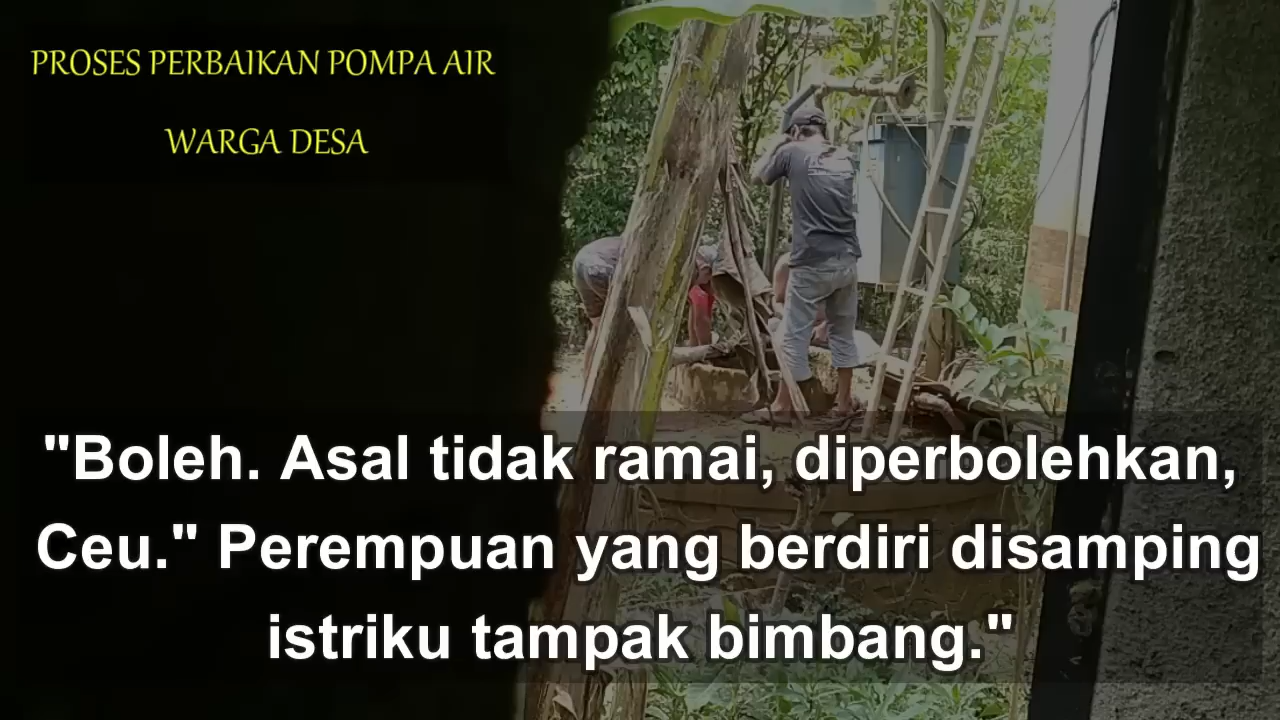 PROSES PERBAIKAN POMPA AIR
WARGA DESA
"Boleh. Asal tidak ramai, diperbolehkan,
Ceu." Perempuan yang berdiri disamping
istriku tampak bimbang."